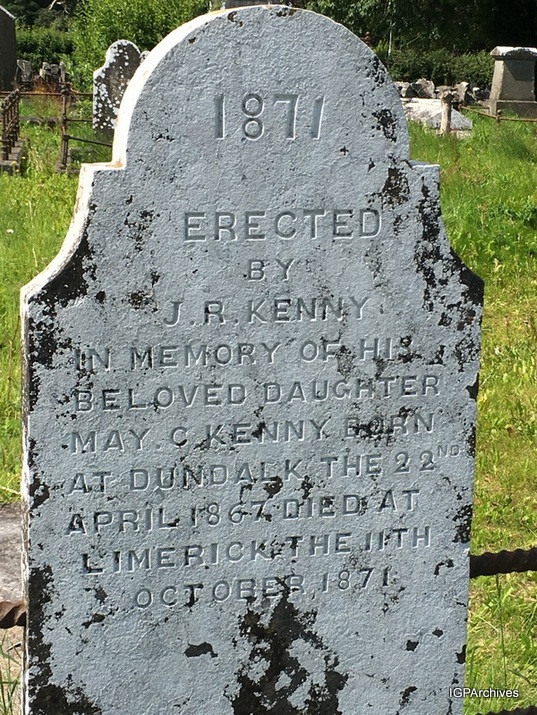 1871
ERECTED
BY
J. R. KENNY
IN MEMORY OF HIS
BELOVED DAUGHTER
MAY. C KENNY BORN
AT DUNDALK THE 22ND
APRIL 1867 DIED AT
LIMERICK THE 11TH
OCTOBER 1871
IGPArchives